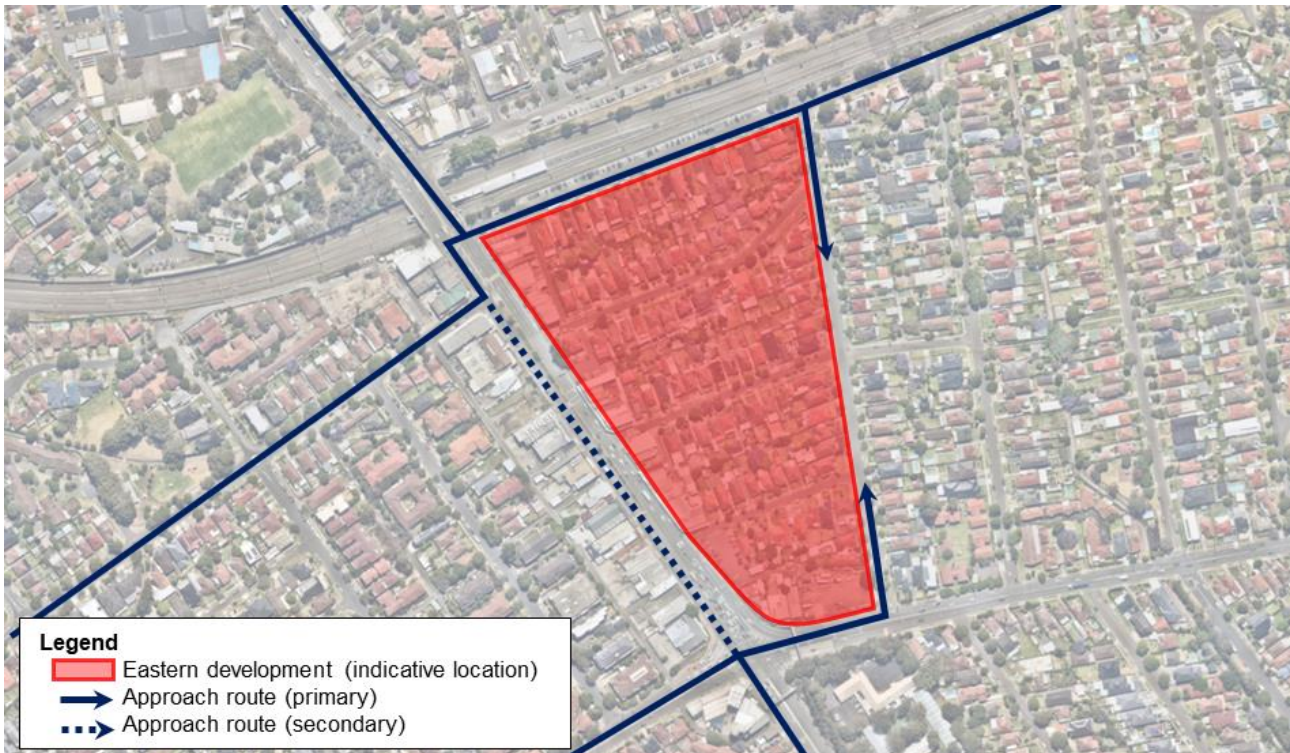 Legend
Eastern development (indicative location)
Approach route (primary)
Approach route (secondary)